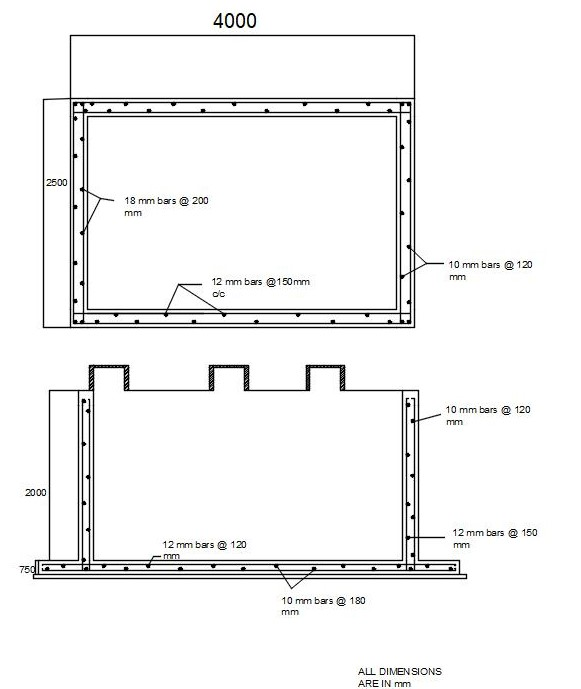 4000
2500
18 mm bars @ 200
mm
10 mm bars @ 120
mm
12 mm bars @150mm
c/c
10 mm bars @ 120
mm
2000
12 mm bars @ 150
mm
12 mm bars @ 120
mm
750
10 mm bars @ 180
mm
ALL DIMENSIONS
ARE IN mm